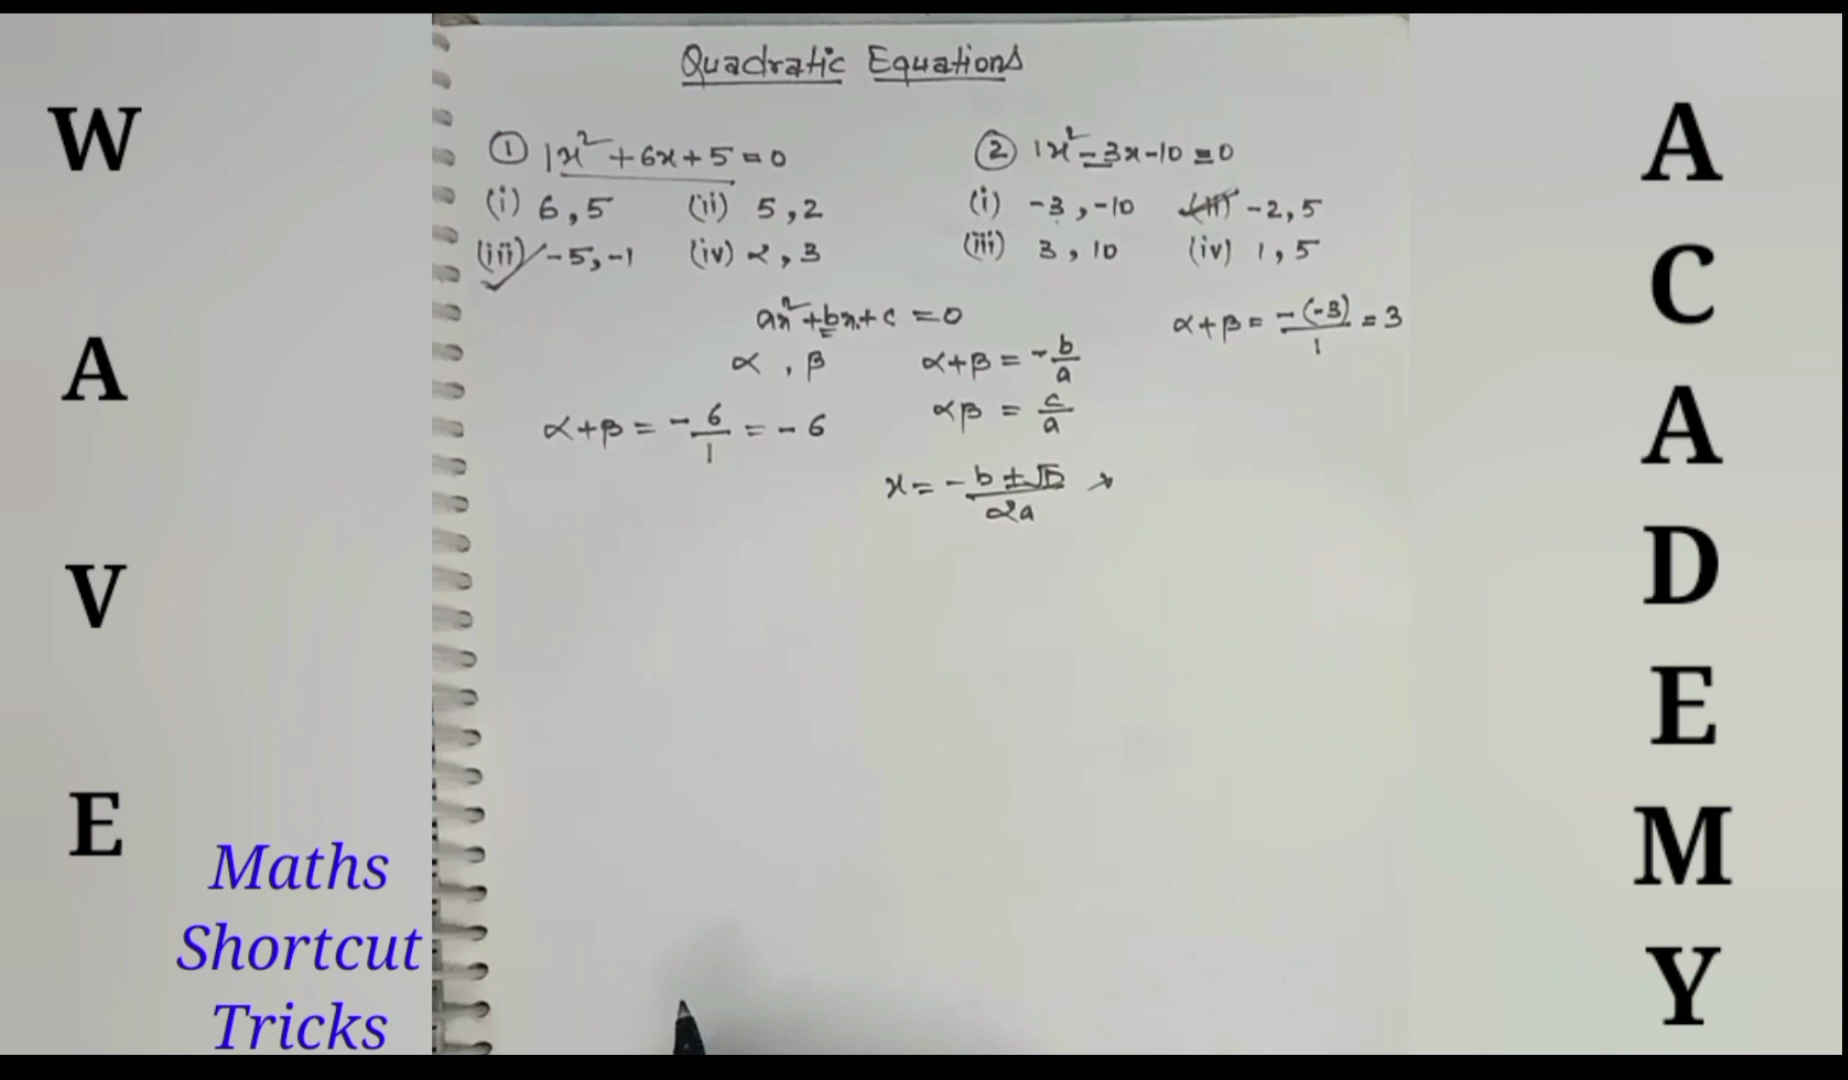 WAVE
ACADEMY
Maths
Shortcut
Tricks
Quadratic Equations
① 1x² + 6x + 5 = 0
(i) 6, 5 (ii) 5, 2
(iii) -5, -1 (iv) 2, 3
② 1x² - 3x - 10 = 0
(i) -3, -10 (ii) -2, 5
(iii) 3, 10 (iv) 1, 5
ax² + bx + c = 0
α, β α+β = -b/a
αβ = c/a
α+β = -6/1 = -6
α+β = -(-3)/1 = 3
x = -b ± √D / 2a